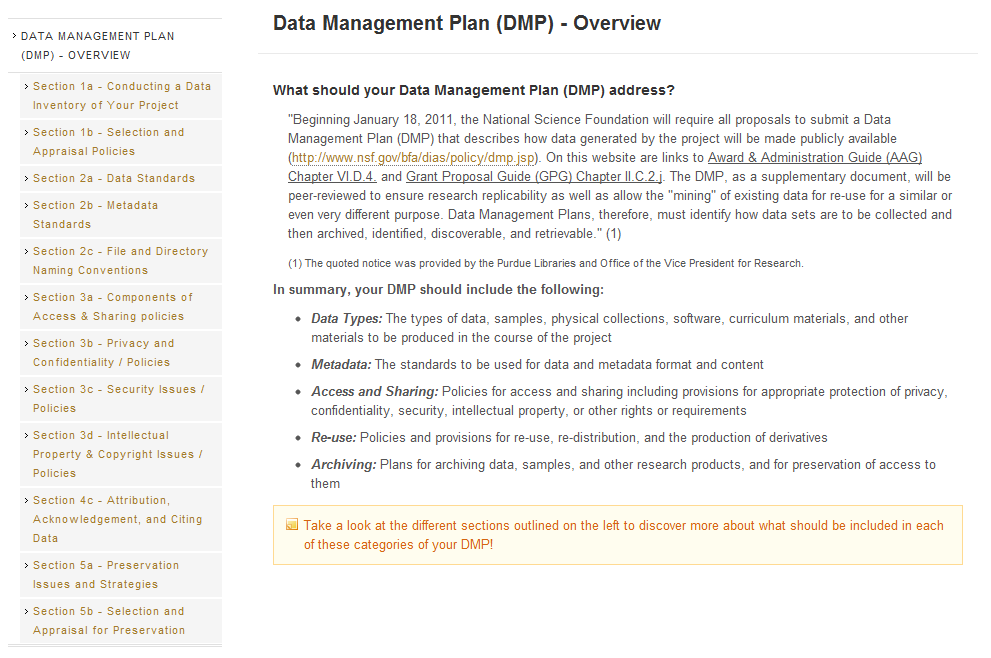 DATA MANAGEMENT PLAN
(DMP) - OVERVIEW
Section 1a - Conducting a Data
Inventory of Your Project
Section 1b - Selection and
Appraisal Policies
Section 2a - Data Standards
Section 2b - Metadata
Standards
Section 2c - File and Directory
Naming Conventions
Section 3a - Components of
Access & Sharing policies
Section 3b - Privacy and
Confidentiality / Policies
Section 3c - Security Issues /
Policies
Section 3d - Intellectual
Property & Copyright Issues /
Policies
Section 4c - Attribution,
Acknowledgement, and Citing
Data
Section 5a - Preservation
Issues and Strategies
Section 5b - Selection and
Appraisal for Preservation
Data Management Plan (DMP) - Overview
What should your Data Management Plan (DMP) address?
"Beginning January 18, 2011, the National Science Foundation will require all proposals to submit a Data
Management Plan (DMP) that describes how data generated by the project will be made publicly available
(http://www.nsf.gov/bfa/dias/policy/dmp.jsp). On this website are links to Award & Administration Guide (AAG)
Chapter VI.D.4. and Grant Proposal Guide (GPG) Chapter II.C.2.j. The DMP, as a supplementary document, will be
peer-reviewed to ensure research replicability as well as allow the "mining" of existing data for re-use for a similar or
even very different purpose. Data Management Plans, therefore, must identify how data sets are to be collected and
then archived, identified, discoverable, and retrievable." (1)
(1) The quoted notice was provided by the Purdue Libraries and Office of the Vice President for Research.
In summary, your DMP should include the following:
• Data Types: The types of data, samples, physical collections, software, curriculum materials, and other
materials to be produced in the course of the project
• Metadata: The standards to be used for data and metadata format and content
• Access and Sharing: Policies for access and sharing including provisions for appropriate protection of privacy,
confidentiality, security, intellectual property, or other rights or requirements
• Re-use: Policies and provisions for re-use, re-distribution, and the production of derivatives
• Archiving: Plans for archiving data, samples, and other research products, and for preservation of access to
them
Take a look at the different sections outlined on the left to discover more about what should be included in each
of these categories of your DMP!